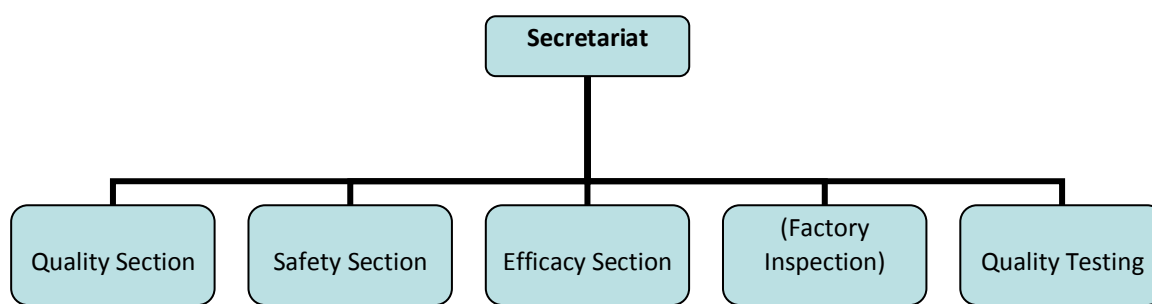 Secretariat
Quality Section
Safety Section
Efficacy Section
(Factory
Inspection)
Quality Testing